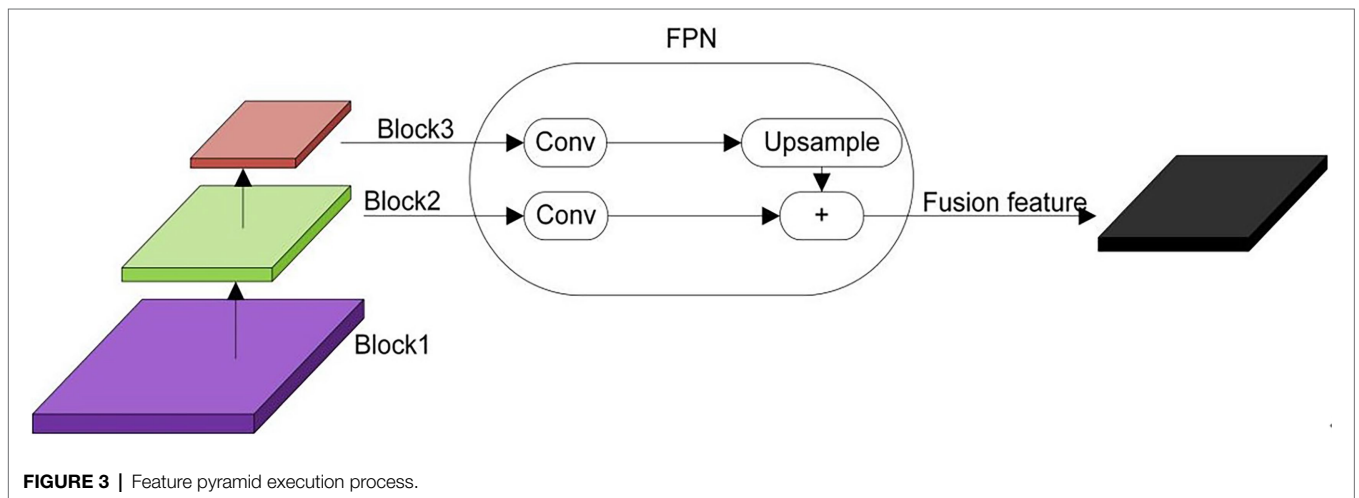 FPN
Block3
Conv
Upsample
Block2
Conv
+
Fusion feature
Block1
FIGURE 3 | Feature pyramid execution process.